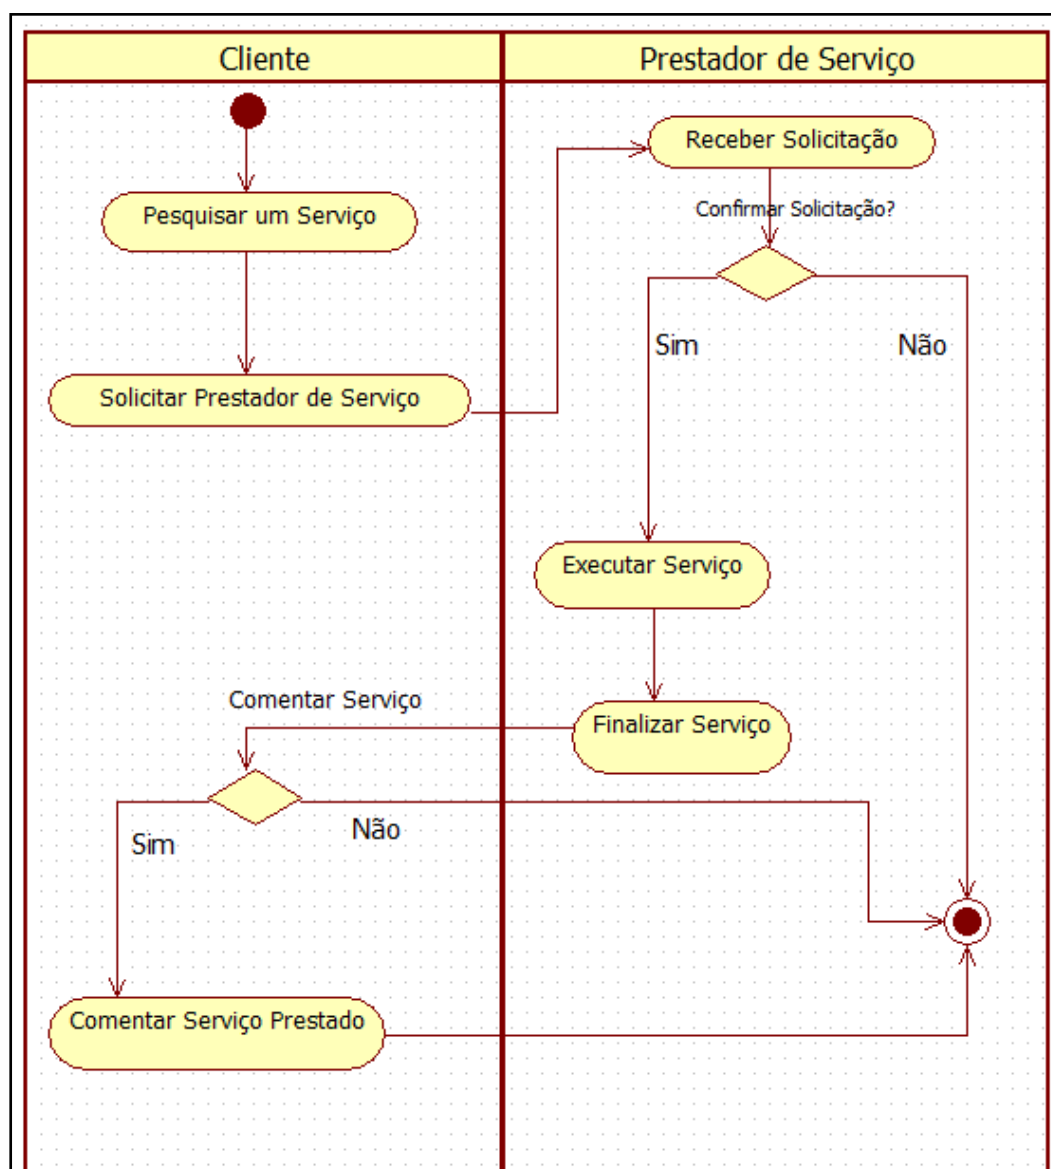 Cliente
Prestador de Serviço
Receber Solicitação
Pesquisar um Serviço
Confirmar Solicitação?
Sim
Não
Solicitar Prestador de Serviço
Executar Serviço
Comentar Serviço
Finalizar Serviço
Sim
Não
Comentar Serviço Prestado